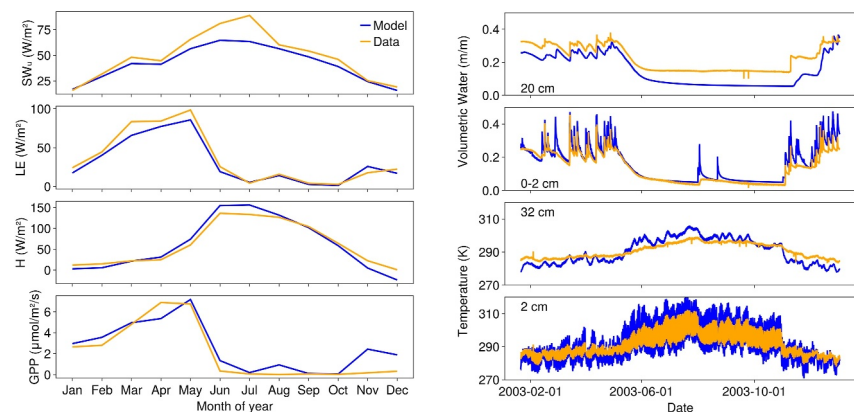 SWᵤ (W/m²)
75
50
25
Model
Data
LE (W/m²)
100
50
0
H (W/m²)
150
100
50
0
GPP (μmol/m²/s)
6
4
2
0
Jan Feb Mar Apr May Jun Jul Aug Sep Oct Nov Dec
Month of year
Volumetric Water (m/m)
0.4
0.2
0.0
20 cm
0.4
0.2
0.0
0-2 cm
Temperature (K)
310
290
270
32 cm
310
290
270
2 cm
2003-02-01 2003-06-01 2003-10-01
Date